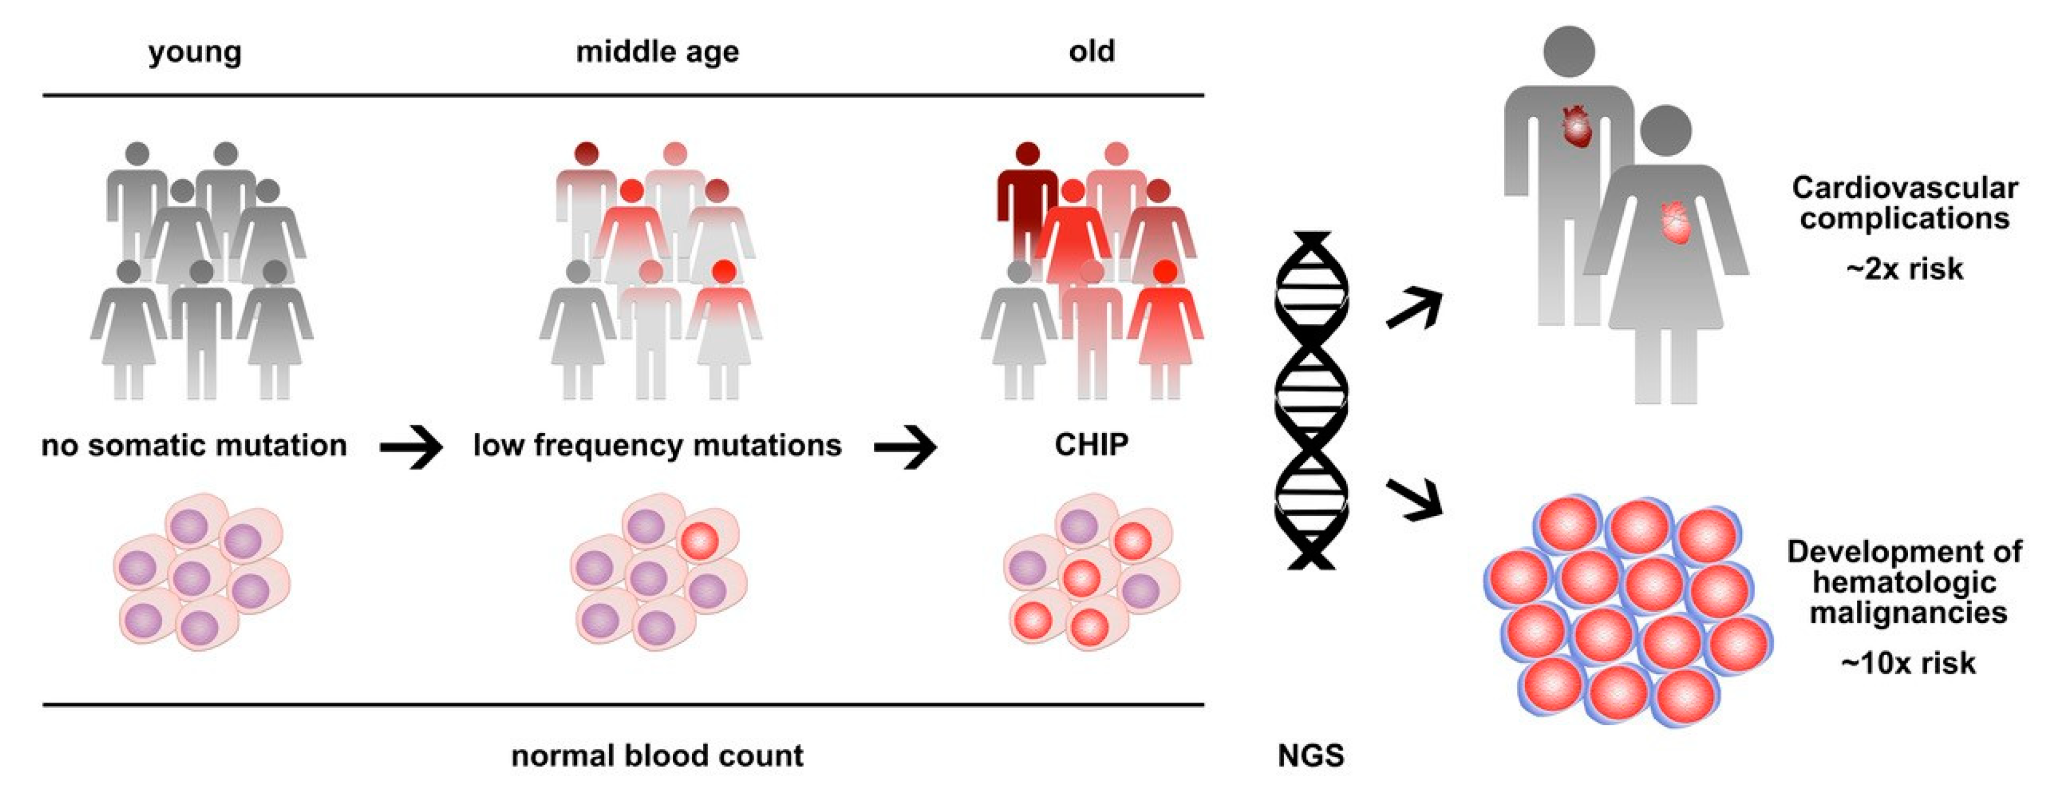 young
middle age
old
no somatic mutation
low frequency mutations
CHIP
normal blood count
NGS
Cardiovascular
complications
~2x risk
Development of
hematologic
malignancies
~10x risk